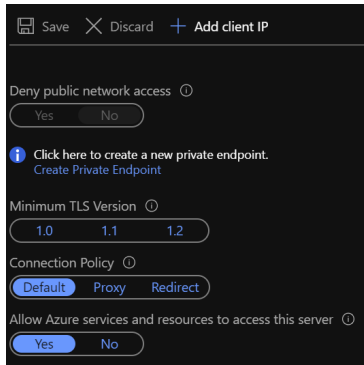 Save Discard Add client IP
Deny public network access
Yes No
Click here to create a new private endpoint.
Create Private Endpoint
Minimum TLS Version
1.0 1.1 1.2
Connection Policy
Default Proxy Redirect
Allow Azure services and resources to access this server
Yes No